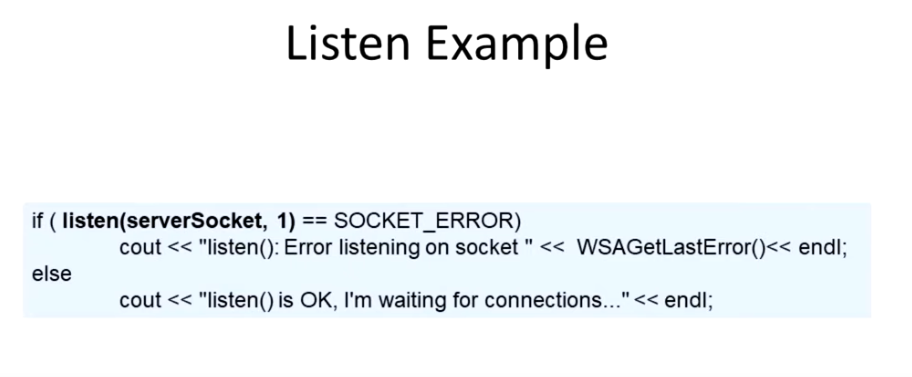 Listen Example
if ( listen(serverSocket, 1) == SOCKET_ERROR)
cout << "listen(): Error listening on socket " << WSAGetLastError()<< endl;
else
cout << "listen() is OK, I'm waiting for connections..." << endl;